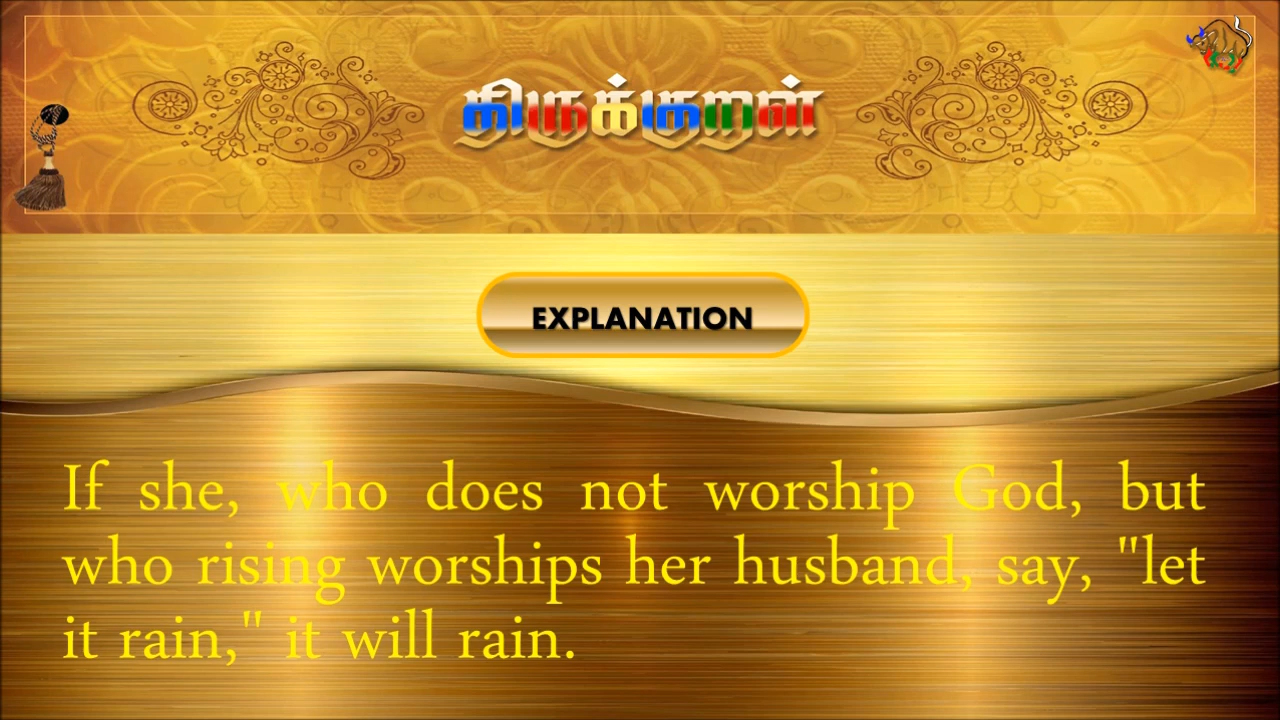 திருக்குறள்
EXPLANATION
If she, who does not worship God, but
who rising worships her husband, say, "let
it rain," it will rain.